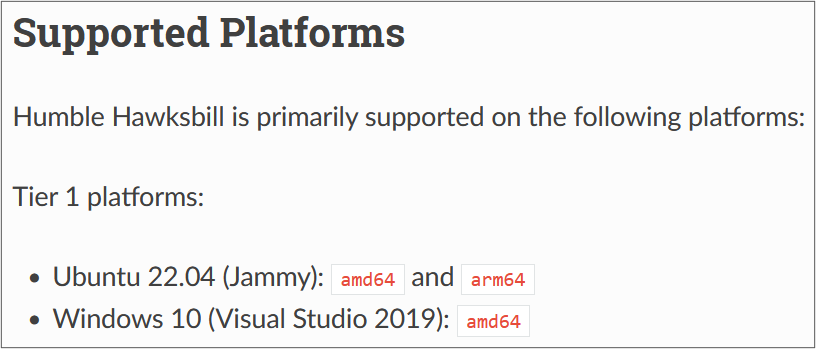 Supported Platforms
Humble Hawksbill is primarily supported on the following platforms:
Tier 1 platforms:
• Ubuntu 22.04 (Jammy): amd64 and arm64
• Windows 10 (Visual Studio 2019): amd64